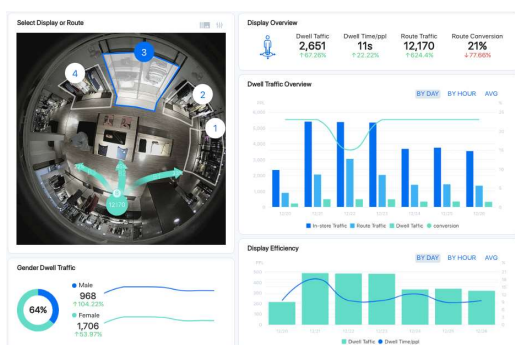 Select Display or Route
4
3
2
1
12170
Gender Dwell Traffic
64%
Male
968
↑104.22%
Female
1,706
↑53.97%
Display Overview
Dwell Taffic
2,651
↑67.26%
Dwell Time/ppl
11s
↑22.22%
Route Traffic
12,170
↑624.4%
Route Conversion
21%
↓77.66%
Dwell Traffic Overview
BY DAY BY HOUR AVG
In-store Traffic Route Traffic Dwell Taffic conversion
Display Efficiency
BY DAY BY HOUR AVG
Dwell Taffic Dwell Time/ppl